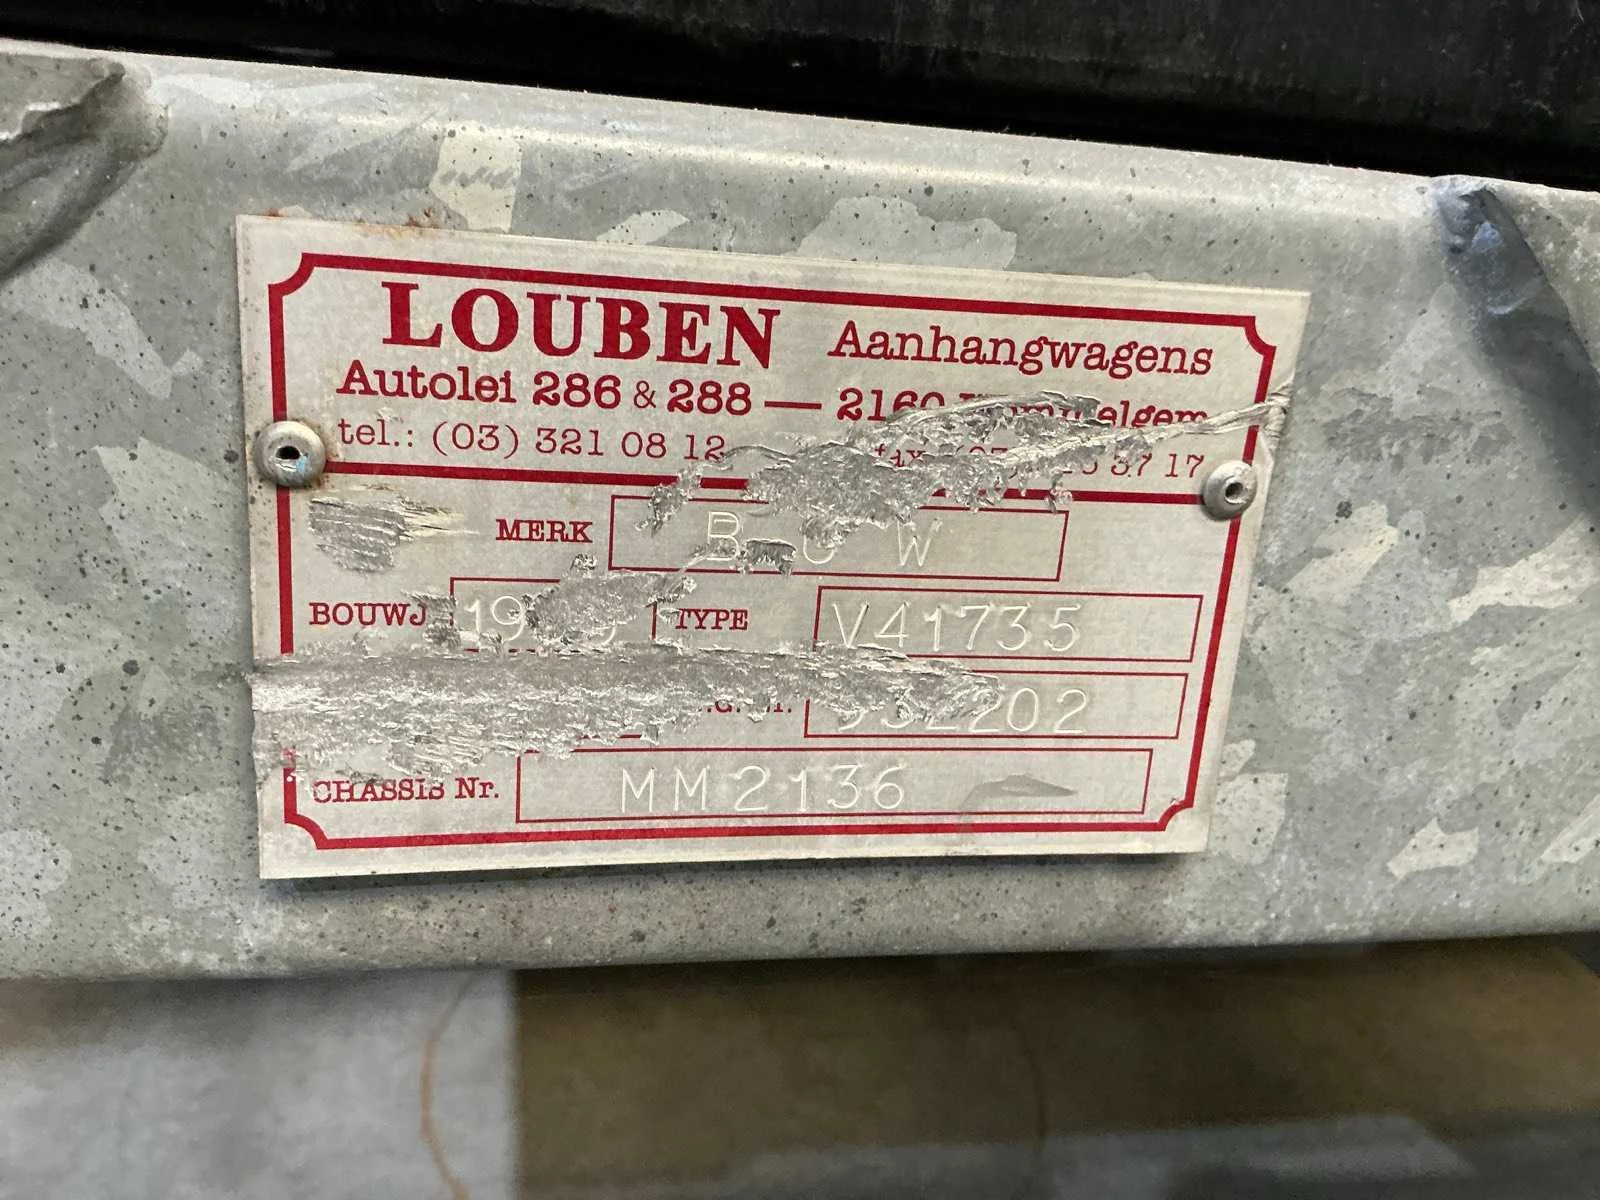 LOUBEN Aanhangwagens
Autolei 286 & 288 — 2160
tel.: (03) 321 08 12 37 17
MERK
BOUWJ TYPE V41735
CHASSIS Nr. MM2136